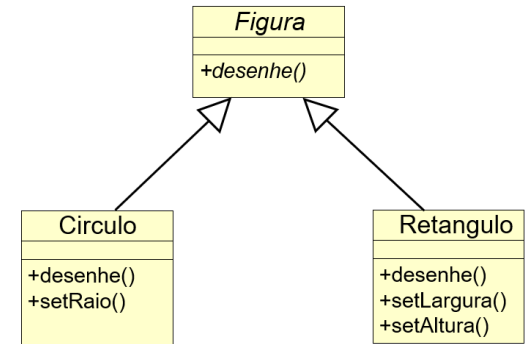 Figura
+desenhe()
Circulo
+desenhe()
+setRaio()
Retangulo
+desenhe()
+setLargura()
+setAltura()